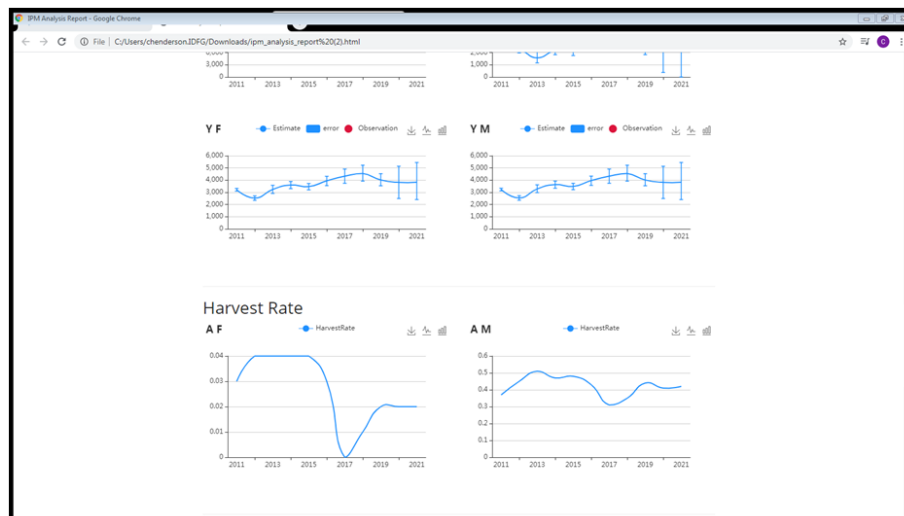 IPM Analysis Report - Google Chrome
File | C:/Users/chenderson.IDFG/Downloads/ipm_analysis_report%20(2).html
C
3,000
0
2011 2013 2015 2017 2019 2021
2,000
0
2011 2013 2015 2017 2019 2021
Y F
Estimate error Observation
6,000
5,000
4,000
3,000
2,000
1,000
0
2011 2013 2015 2017 2019 2021
Y M
Estimate error Observation
6,000
5,000
4,000
3,000
2,000
1,000
0
2011 2013 2015 2017 2019 2021
Harvest Rate
A F
HarvestRate
0.04
0.03
0.02
0.01
0
2011 2013 2015 2017 2019 2021
A M
HarvestRate
0.6
0.5
0.4
0.3
0.2
0.1
0
2011 2013 2015 2017 2019 2021